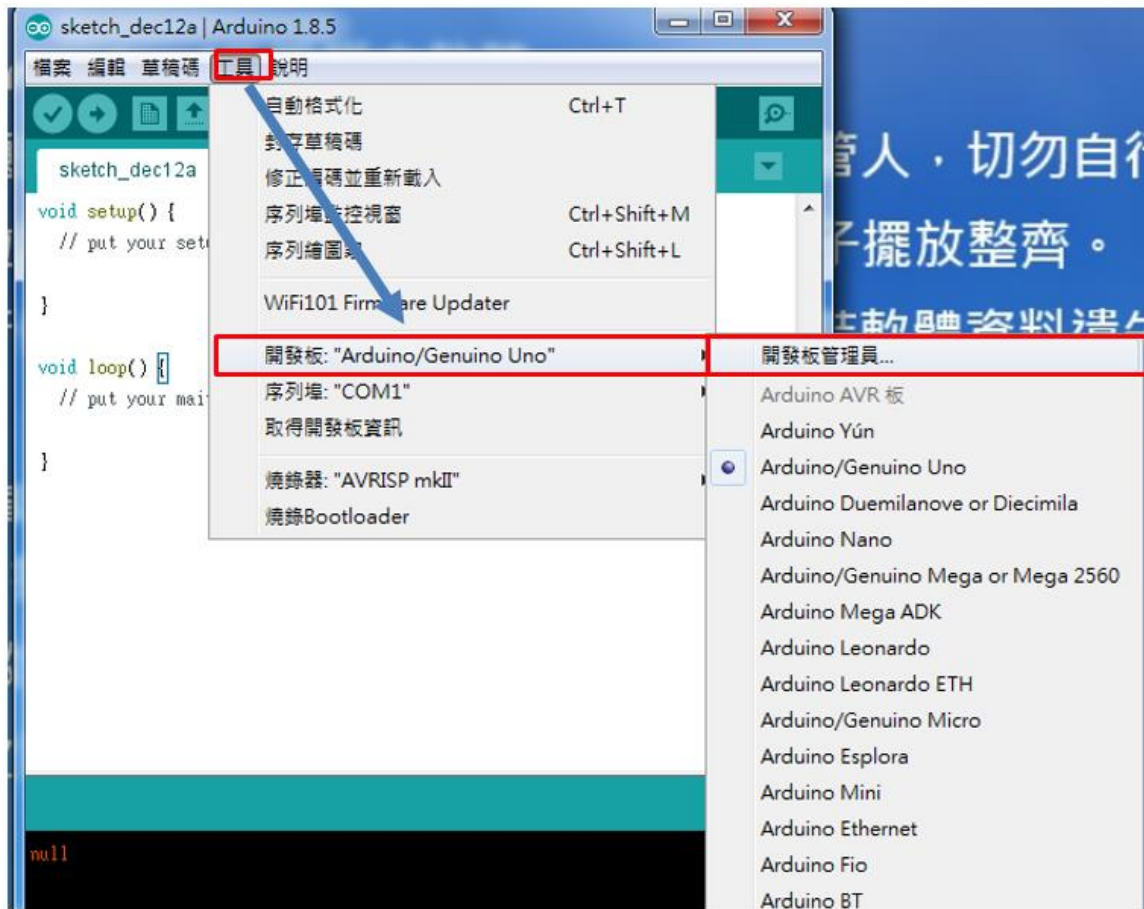 sketch_dec12a | Arduino 1.8.5
檔案 編輯 草稿碼 工具 說明
sketch_dec12a
void setup() {
// put your set
}
void loop() {
// put your mai
}
null
自動格式化 Ctrl+T
封存草稿碼
修正編碼並重新載入
序列埠監控視窗 Ctrl+Shift+M
序列繪圖家 Ctrl+Shift+L
WiFi101 Firmware Updater
開發板: "Arduino/Genuino Uno"
序列埠: "COM1"
取得開發板資訊
燒錄器: "AVRISP mkII"
燒錄Bootloader
開發板管理員...
Arduino AVR 板
Arduino Yún
Arduino/Genuino Uno
Arduino Duemilanove or Diecimila
Arduino Nano
Arduino/Genuino Mega or Mega 2560
Arduino Mega ADK
Arduino Leonardo
Arduino Leonardo ETH
Arduino/Genuino Micro
Arduino Esplora
Arduino Mini
Arduino Ethernet
Arduino Fio
Arduino BT
管人，切勿自行
子擺放整齊。
軟體資料遺